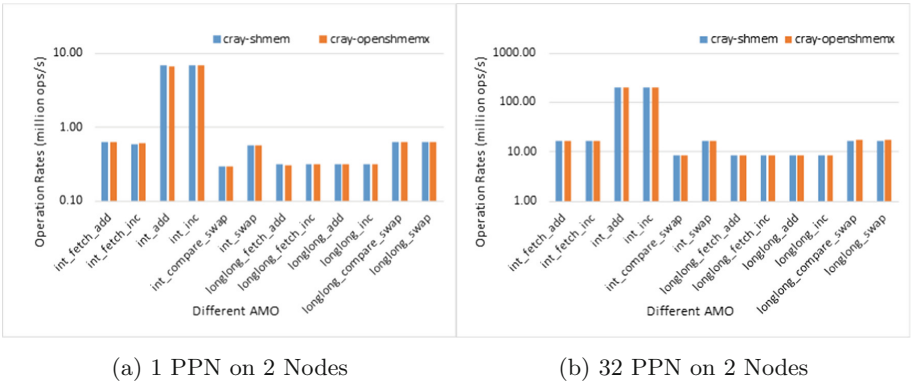 cray-shmem cray-openshmemx
Operation Rates (million ops/s)
10.00
1.00
0.10
int_fetch_add
int_fetch_inc
int_add
int_inc
int_compare_swap
int_swap
longlong_fetch_add
longlong_fetch_inc
longlong_add
longlong_inc
longlong_compare_swap
longlong_swap
Different AMO
cray-shmem cray-openshmemx
Operation Rates (million ops/s)
1000.00
100.00
10.00
1.00
int_fetch_add
int_fetch_inc
int_add
int_inc
int_compare_swap
int_swap
longlong_fetch_add
longlong_fetch_inc
longlong_add
longlong_inc
longlong_compare_swap
longlong_swap
Different AMO
(a) 1 PPN on 2 Nodes
(b) 32 PPN on 2 Nodes